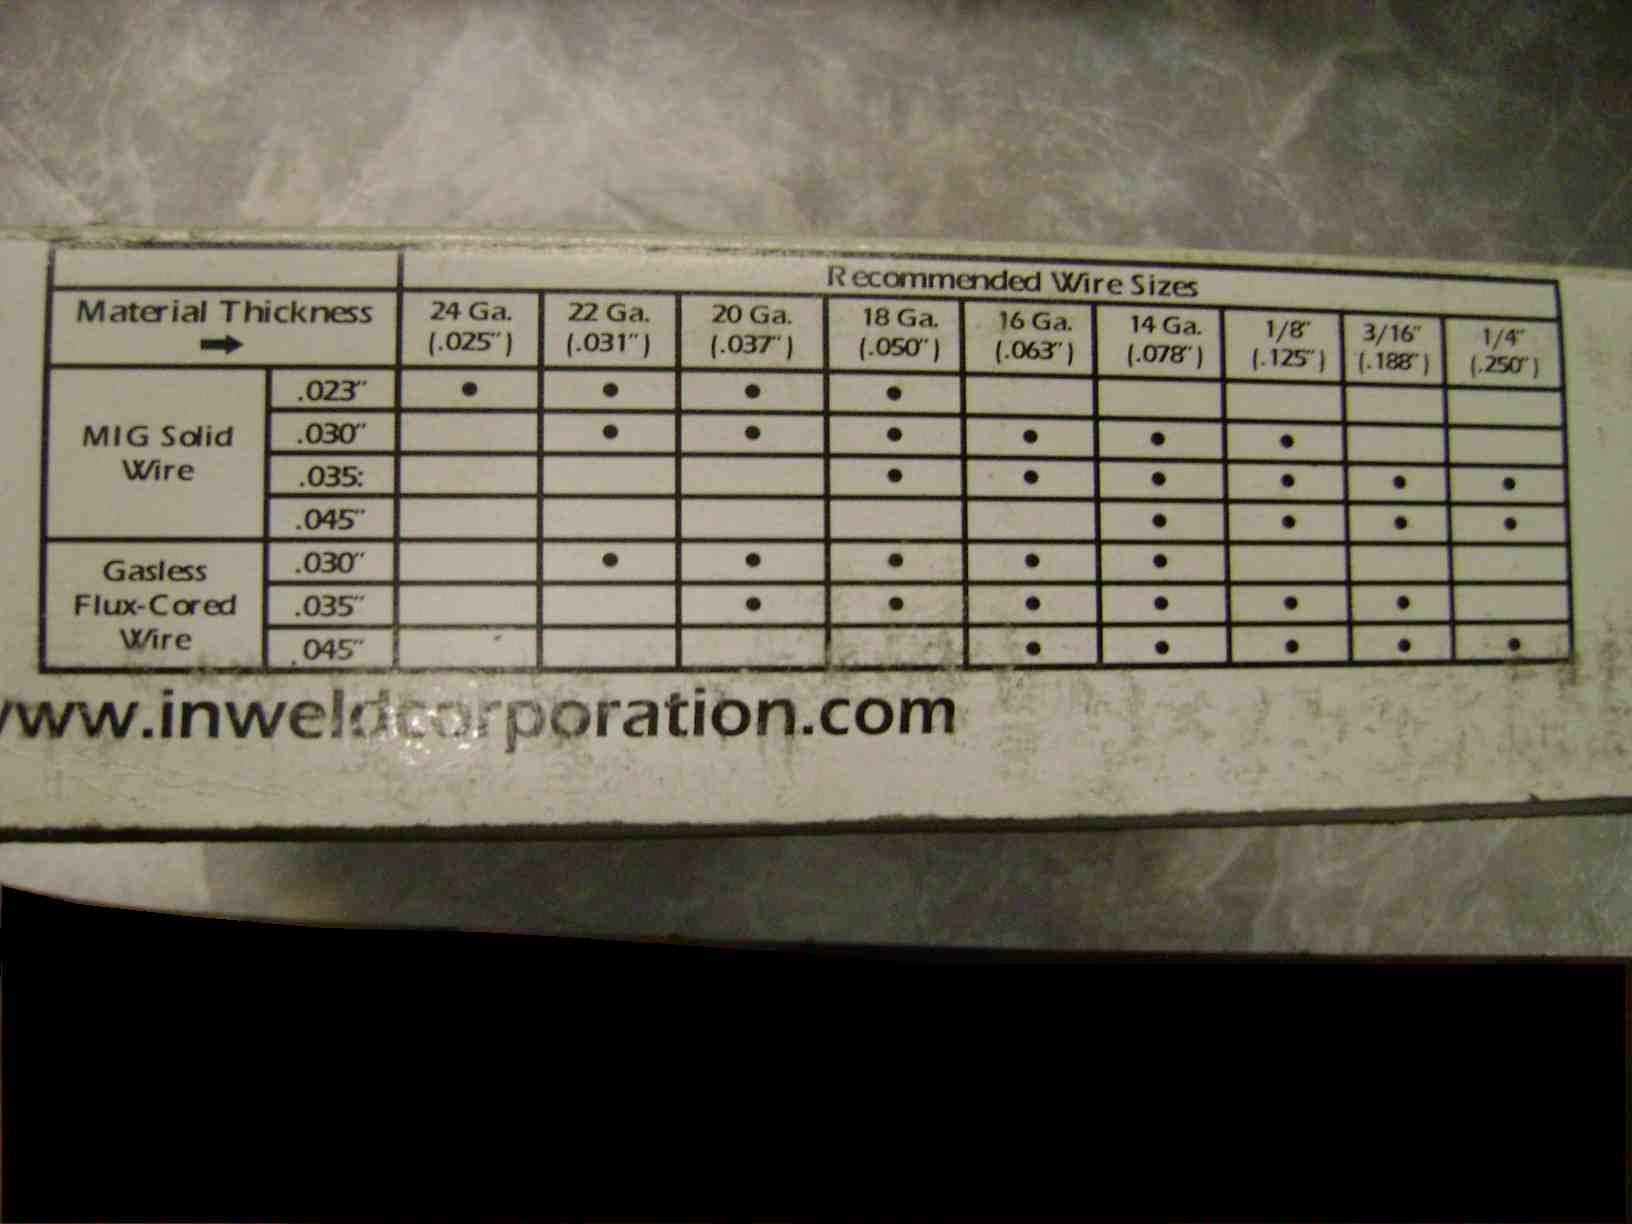 Recommended Wire Sizes
Material Thickness 24 Ga. 22 Ga. 20 Ga. 18 Ga. 16 Ga. 14 Ga. 1/8" 3/16" 1/4"
➡ (.025") (.031") (.037") (.050") (.063") (.078") (.125") (.188") (.250")
MIG Solid
Wire
.023" • • • •
.030" • • • • • •
.035: • • • • • •
.045" • • • •
Gasless
Flux-Cored
Wire
.030" • • • • •
.035" • • • • • •
.045" • • • • •
www.inweldcorporation.com